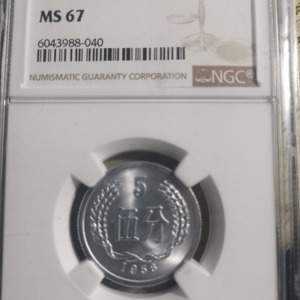 MS 67
6043988-040
NUMISMATIC GUARANTY CORPORATION
NGC®
5
伍分